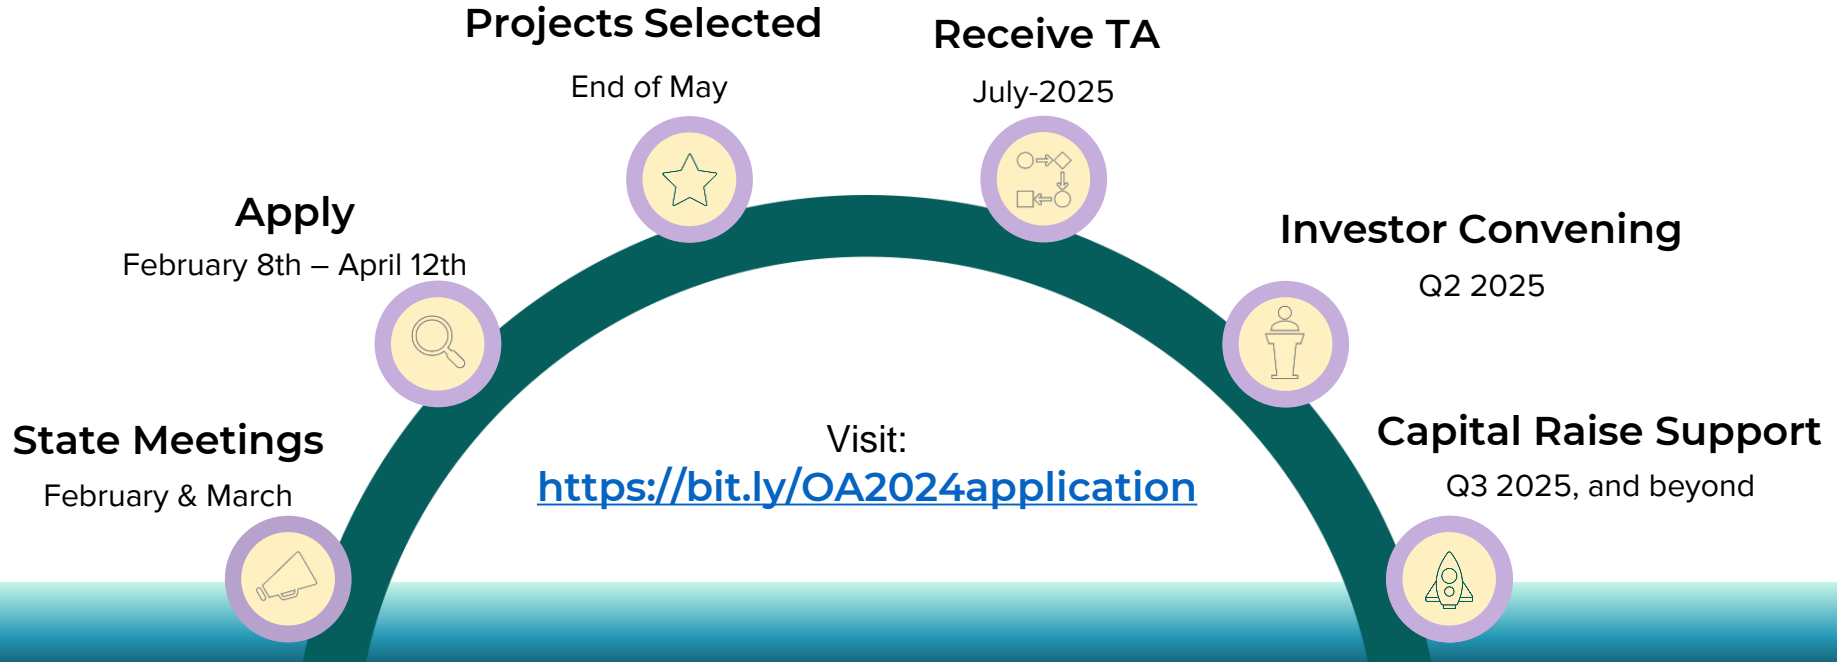 State Meetings
February & March
Apply
February 8th – April 12th
Projects Selected
End of May
Receive TA
July-2025
Investor Convening
Q2 2025
Capital Raise Support
Q3 2025, and beyond
Visit:
https://bit.ly/OA2024application